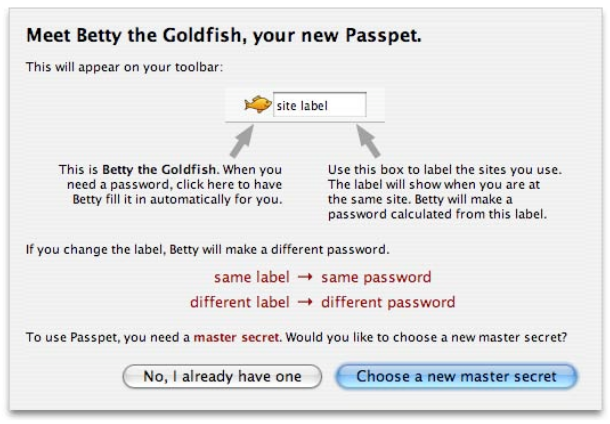 Meet Betty the Goldfish, your new Passpet.
This will appear on your toolbar:
site label
This is Betty the Goldfish. When you
need a password, click here to have
Betty fill it in automatically for you.
Use this box to label the sites you use.
The label will show when you are at
the same site. Betty will make a
password calculated from this label.
If you change the label, Betty will make a different password.
same label → same password
different label → different password
To use Passpet, you need a master secret. Would you like to choose a new master secret?
No, I already have one
Choose a new master secret